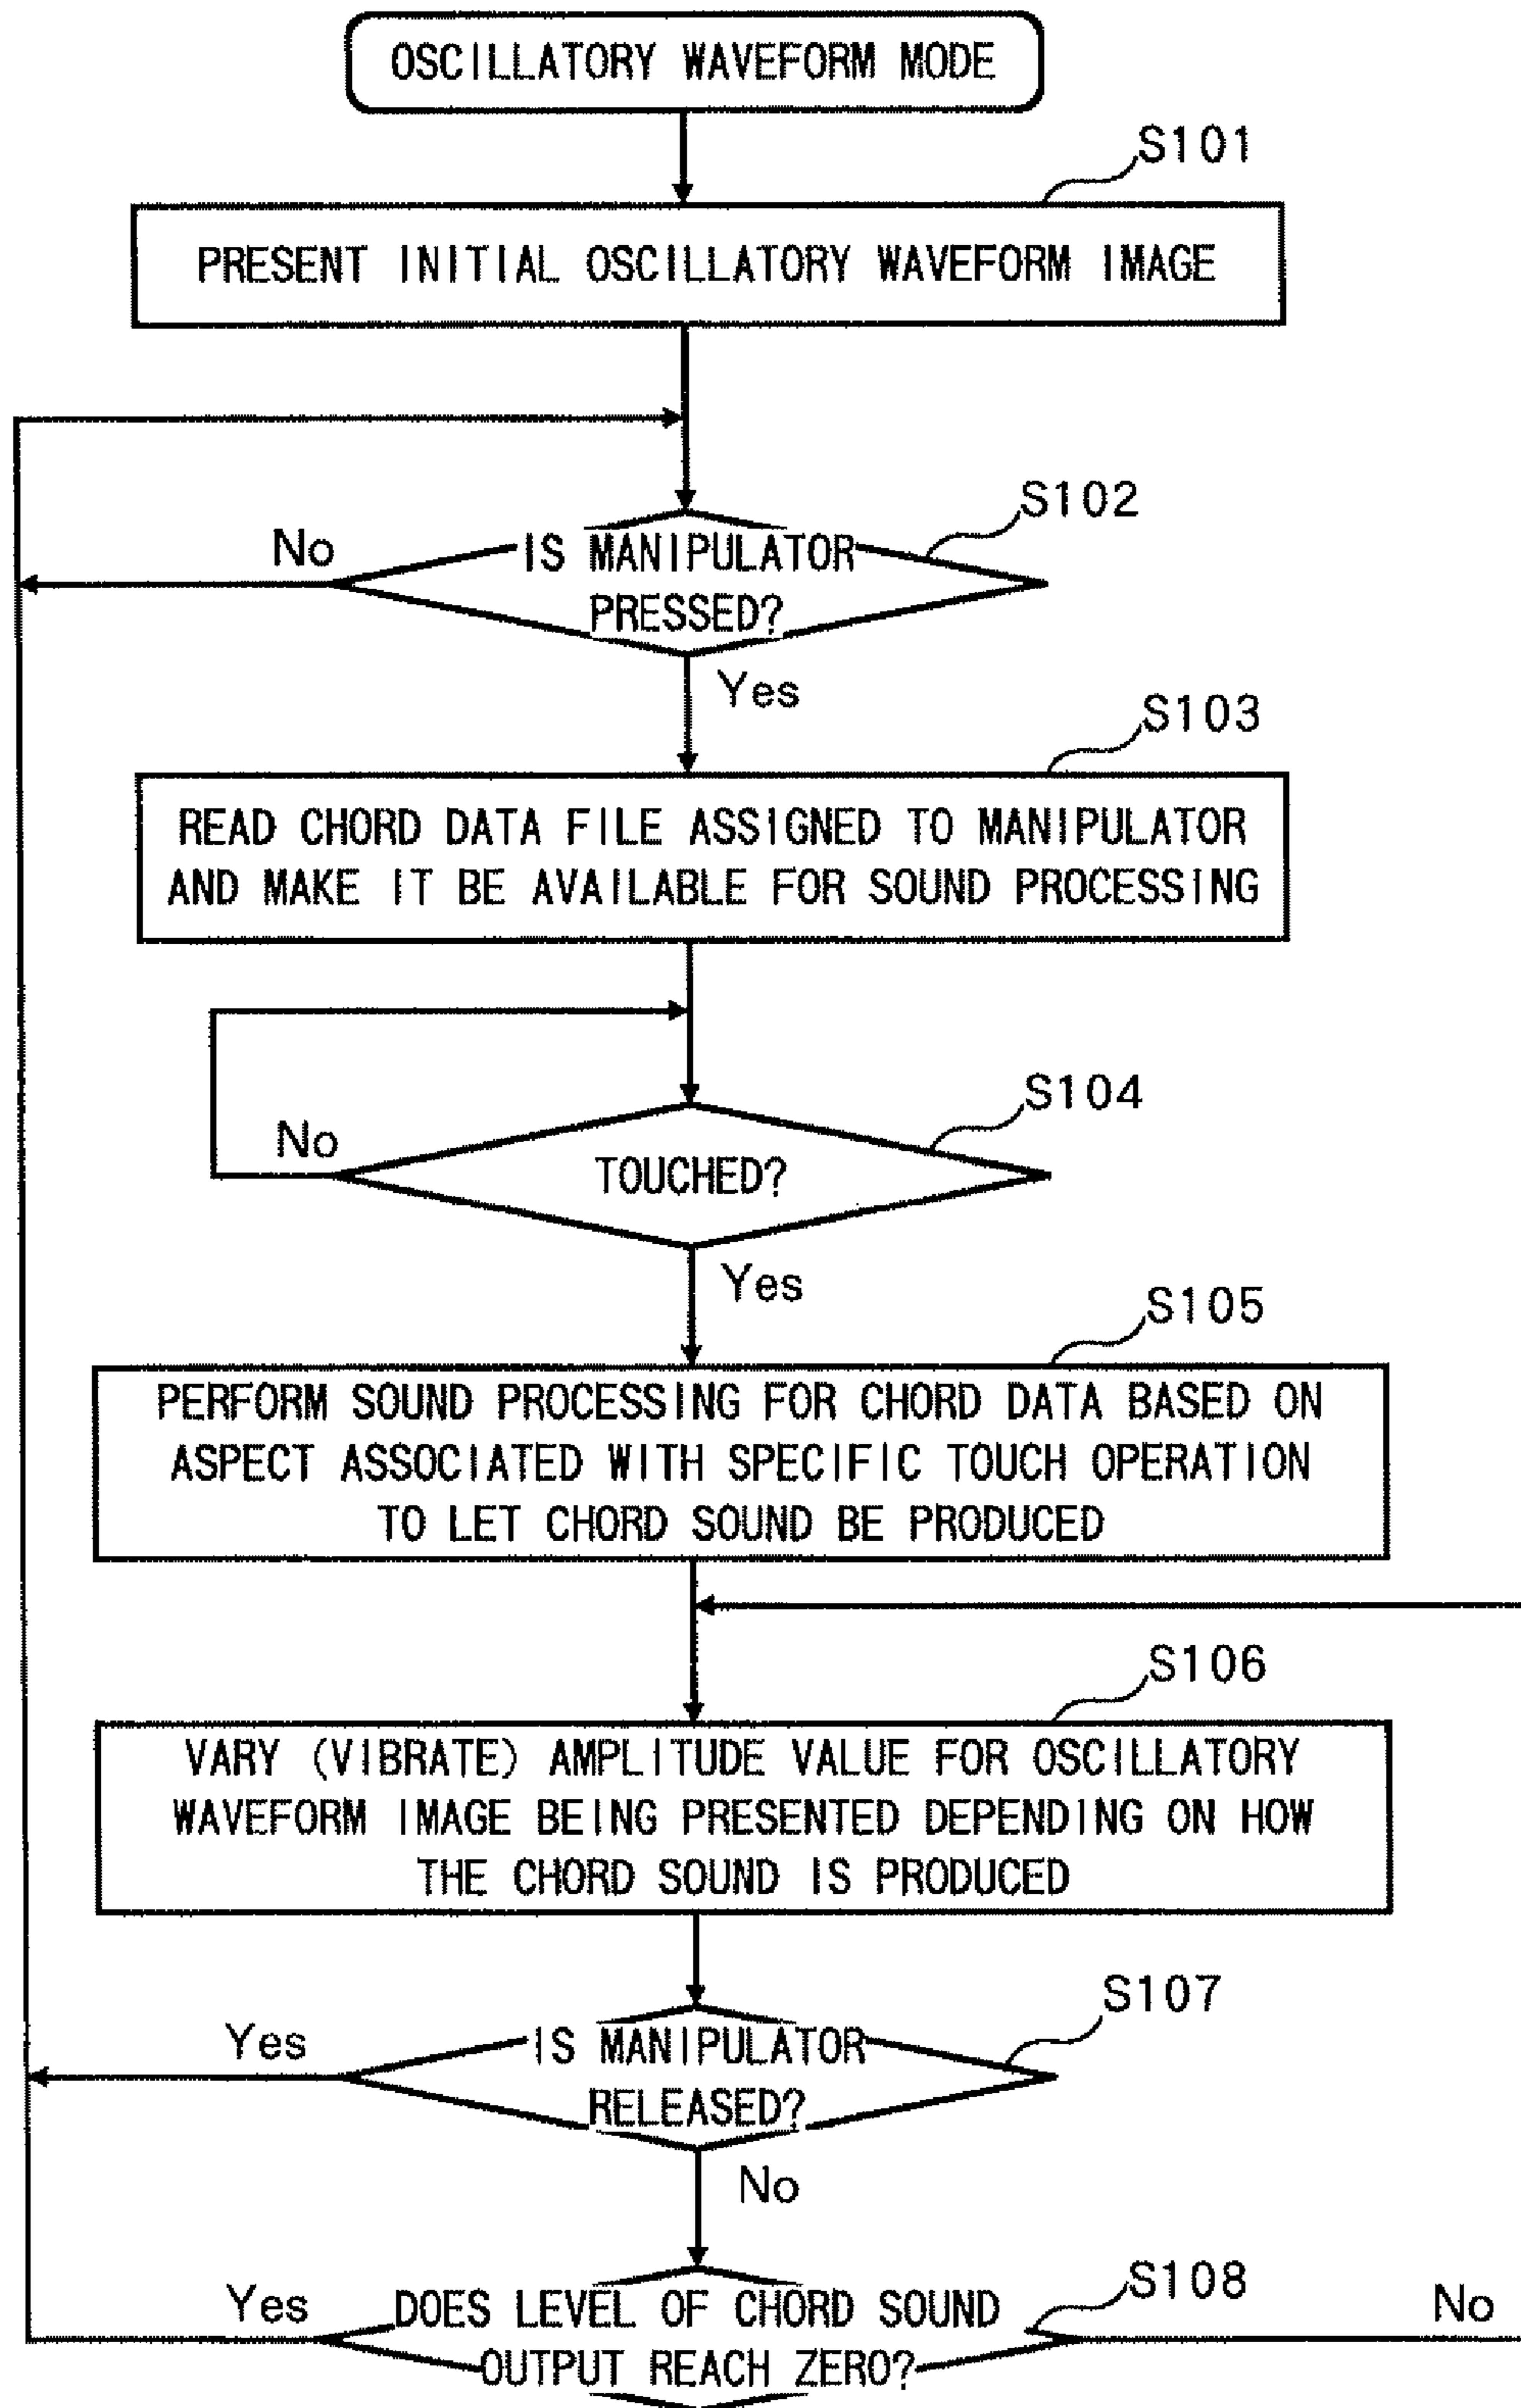 OSCILLATORY WAVEFORM MODE
S101
PRESENT INITIAL OSCILLATORY WAVEFORM IMAGE
S102
No
IS MANIPULATOR
PRESSED?
Yes
S103
READ CHORD DATA FILE ASSIGNED TO MANIPULATOR
AND MAKE IT BE AVAILABLE FOR SOUND PROCESSING
S104
No
TOUCHED?
Yes
S105
PERFORM SOUND PROCESSING FOR CHORD DATA BASED ON
ASPECT ASSOCIATED WITH SPECIFIC TOUCH OPERATION
TO LET CHORD SOUND BE PRODUCED
S106
VARY (VIBRATE) AMPLITUDE VALUE FOR OSCILLATORY
WAVEFORM IMAGE BEING PRESENTED DEPENDING ON HOW
THE CHORD SOUND IS PRODUCED
S107
Yes
IS MANIPULATOR
RELEASED?
No
S108
Yes
DOES LEVEL OF CHORD SOUND
OUTPUT REACH ZERO?
No